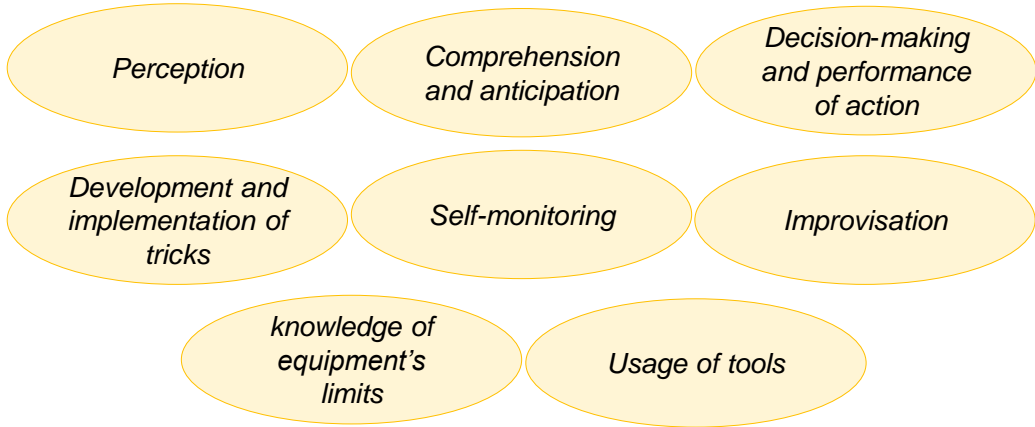 Perception
Comprehension
and anticipation
Decision-making
and performance
of action
Development and
implementation of
tricks
Self-monitoring
Improvisation
knowledge of
equipment's
limits
Usage of tools